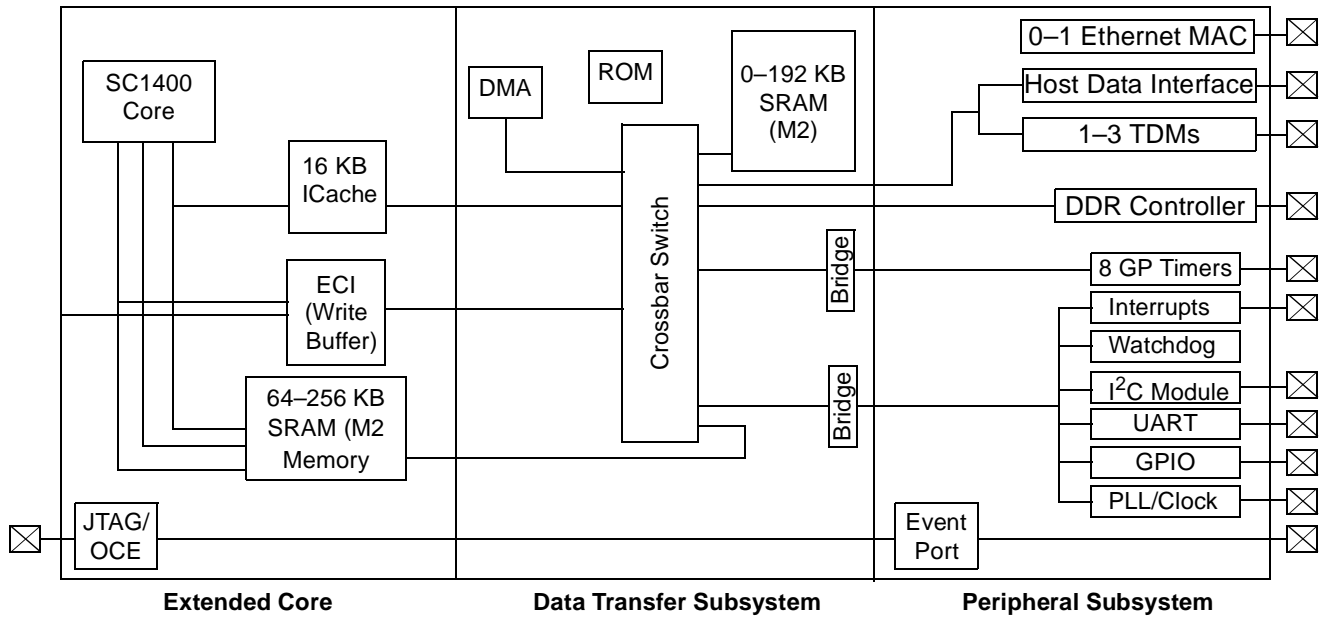 SC1400
Core
16 KB
ICache
ECI
(Write
Buffer)
64–256 KB
SRAM (M2
Memory
JTAG/
OCE
Extended Core
DMA
ROM
0–192 KB
SRAM
(M2)
Crossbar Switch
Bridge
Bridge
Data Transfer Subsystem
0–1 Ethernet MAC
Host Data Interface
1–3 TDMs
DDR Controller
8 GP Timers
Interrupts
Watchdog
I²C Module
UART
GPIO
PLL/Clock
Event
Port
Peripheral Subsystem